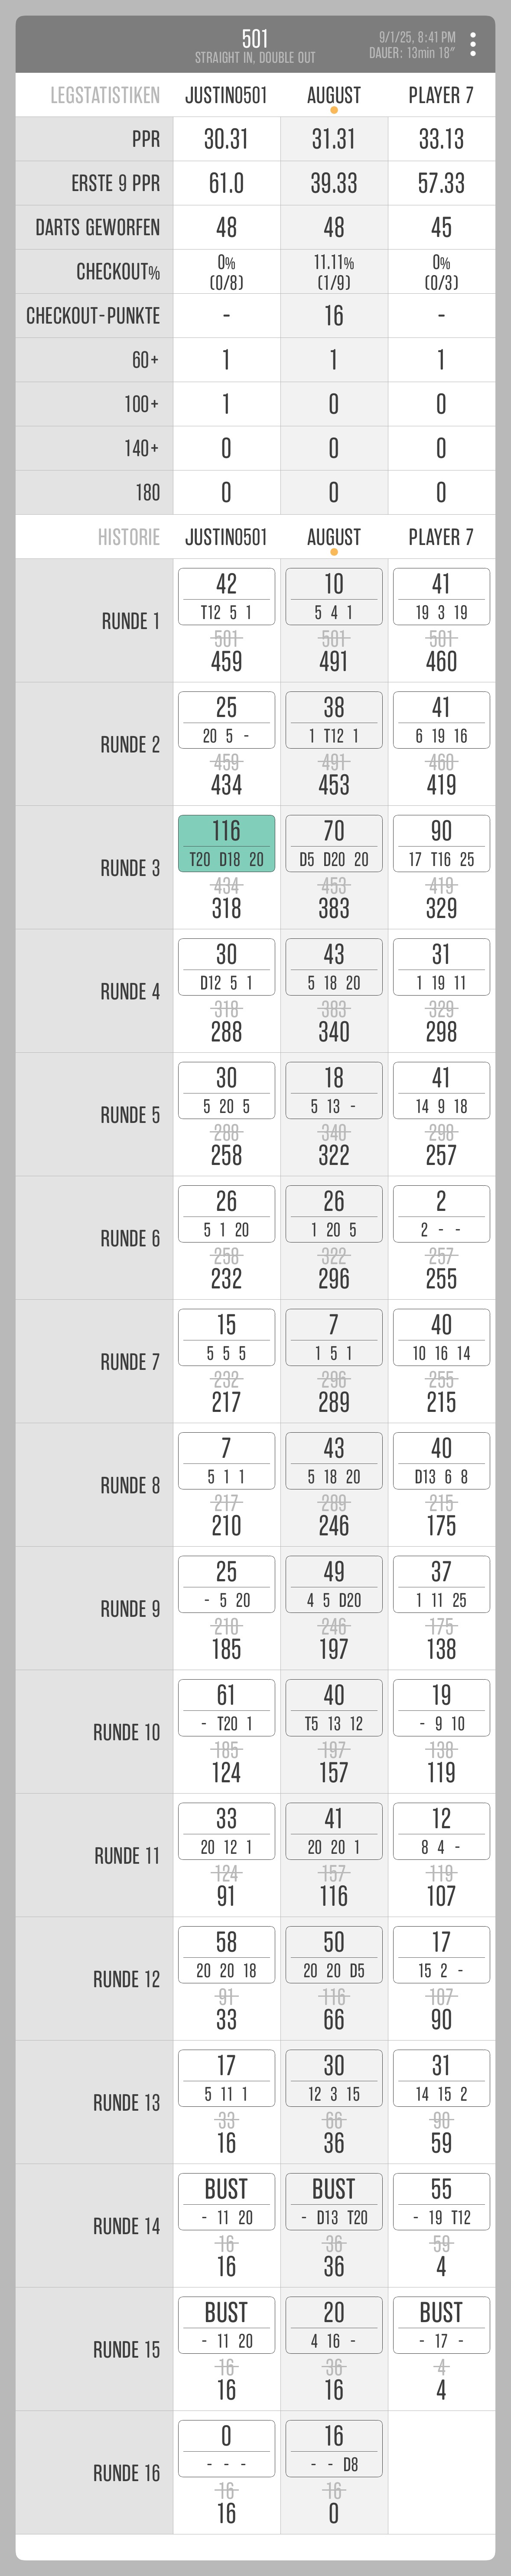 501
STRAIGHT IN, DOUBLE OUT
9/1/25, 8:41 PM
DAUER: 13min 18″
LEGSTATISTIKEN JUSTIN0501 AUGUST PLAYER 7
PPR 30.31 31.31 33.13
ERSTE 9 PPR 61.0 39.33 57.33
DARTS GEWORFEN 48 48 45
CHECKOUT% 0% (0/8) 11.11% (1/9) 0% (0/3)
CHECKOUT-PUNKTE - 16 -
60+ 1 1 1
100+ 1 0 0
140+ 0 0 0
180 0 0 0
HISTORIE JUSTIN0501 AUGUST PLAYER 7
RUNDE 1
42 10 41
T12 5 1 5 4 1 19 3 19
501 501 501
459 491 460
RUNDE 2
25 38 41
20 5 - 1 T12 1 6 19 16
459 491 460
434 453 419
RUNDE 3
116 70 90
T20 D18 20 D5 D20 20 17 T16 25
434 453 419
318 383 329
RUNDE 4
30 43 31
D12 5 1 5 18 20 1 19 11
318 383 329
288 340 298
RUNDE 5
30 18 41
5 20 5 5 13 - 14 9 18
288 340 298
258 322 257
RUNDE 6
26 26 2
5 1 20 1 20 5 2 - -
258 322 257
232 296 255
RUNDE 7
15 7 40
5 5 5 1 5 1 10 16 14
232 296 255
217 289 215
RUNDE 8
7 43 40
5 1 1 5 18 20 D13 6 8
217 289 215
210 246 175
RUNDE 9
25 49 37
- 5 20 4 5 D20 1 11 25
210 246 175
185 197 138
RUNDE 10
61 40 19
- T20 1 T5 13 12 - 9 10
185 197 138
124 157 119
RUNDE 11
33 41 12
20 12 1 20 20 1 8 4 -
124 157 119
91 116 107
RUNDE 12
58 50 17
20 20 18 20 20 D5 15 2 -
91 116 107
33 66 90
RUNDE 13
17 30 31
5 11 1 12 3 15 14 15 2
33 66 90
16 36 59
RUNDE 14
BUST BUST 55
- 11 20 - D13 T20 - 19 T12
16 36 59
16 36 4
RUNDE 15
BUST 20 BUST
- 11 20 4 16 - - 17 -
16 36 4
16 16 4
RUNDE 16
0 16
- - - - - D8
16 16
16 0